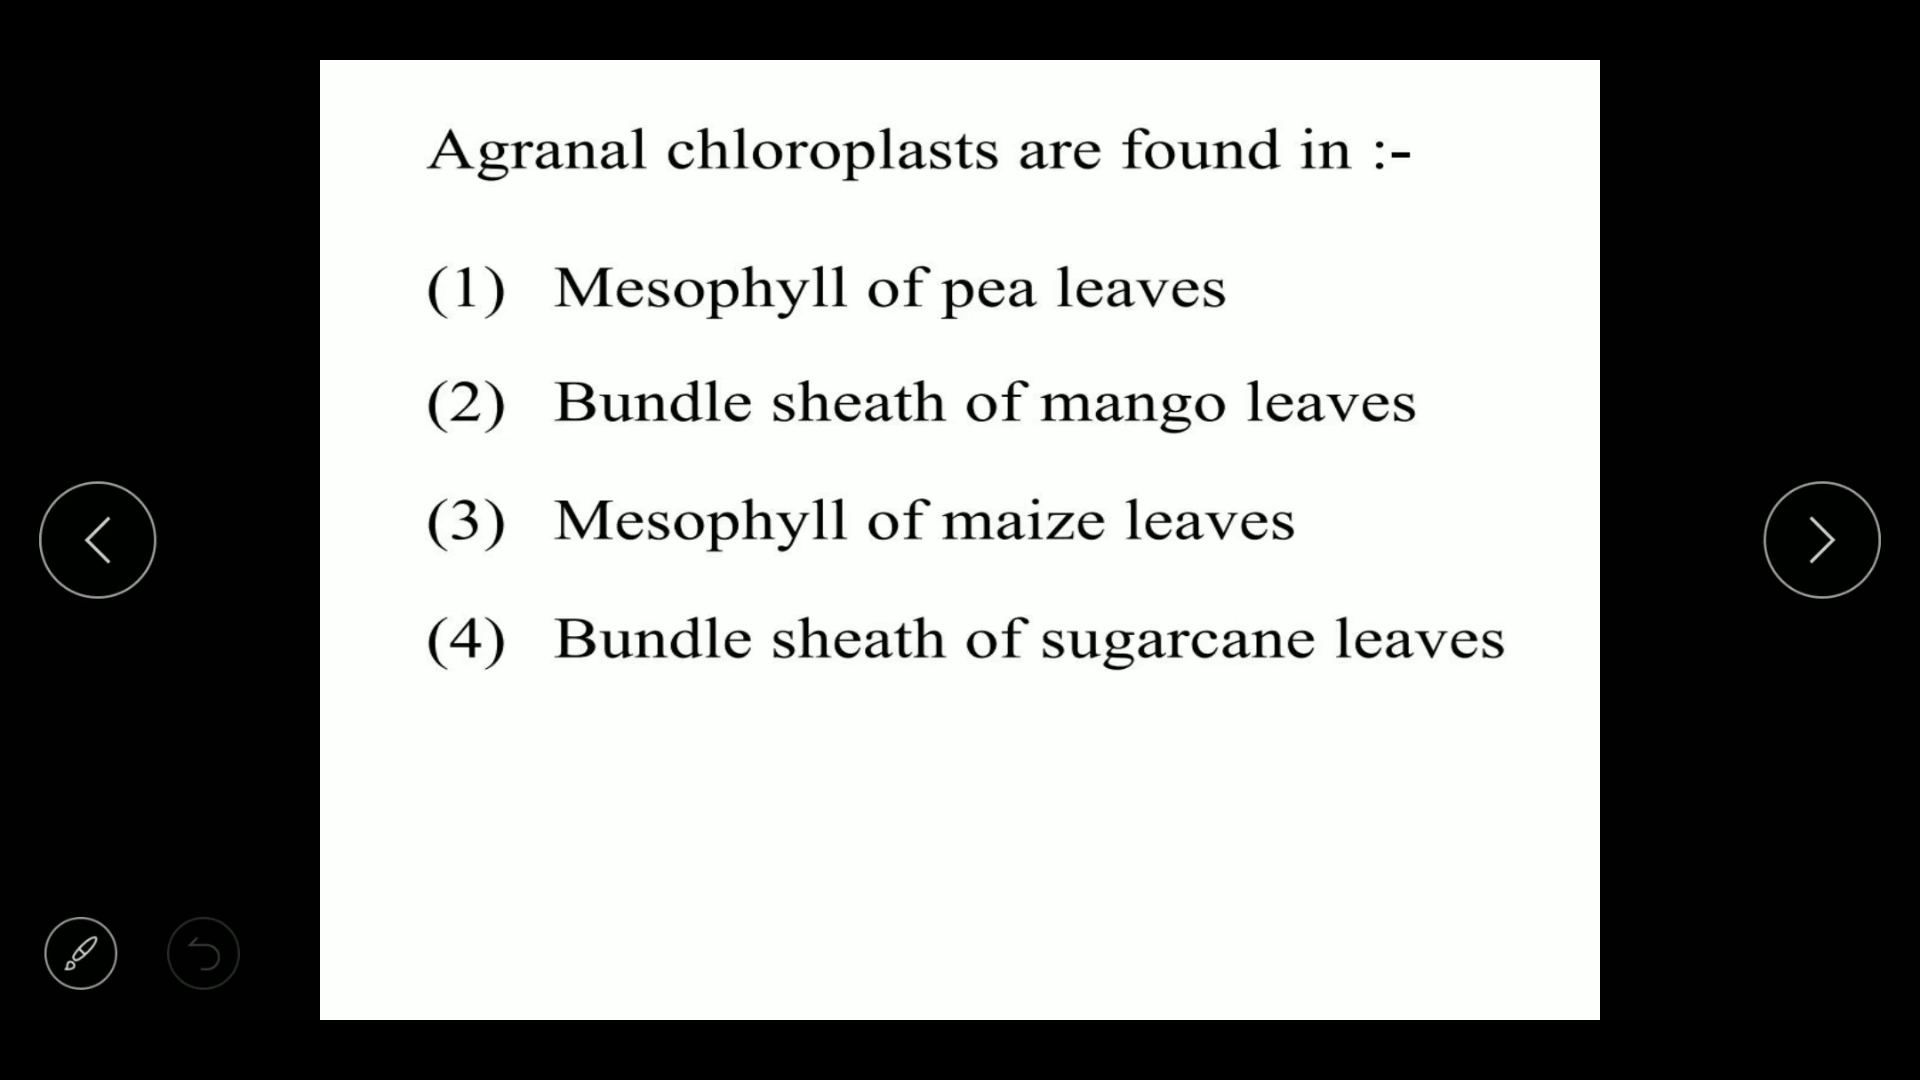 Agranal chloroplasts are found in :-
(1) Mesophyll of pea leaves
(2) Bundle sheath of mango leaves
(3) Mesophyll of maize leaves
(4) Bundle sheath of sugarcane leaves